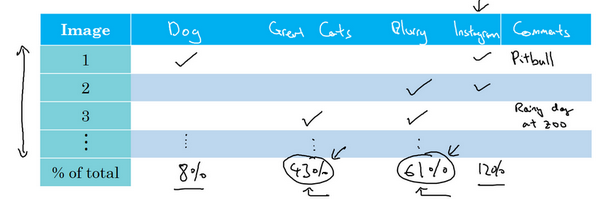 Image Dog Great Cats Blurry Instagram Comments
1 ✓ ✓ Pitbull
2 ✓ ✓
3 ✓ ✓ Rainy day
at zoo
⋮ ⋮ ⋮ ⋮
% of total 8% 43% 61% 12%